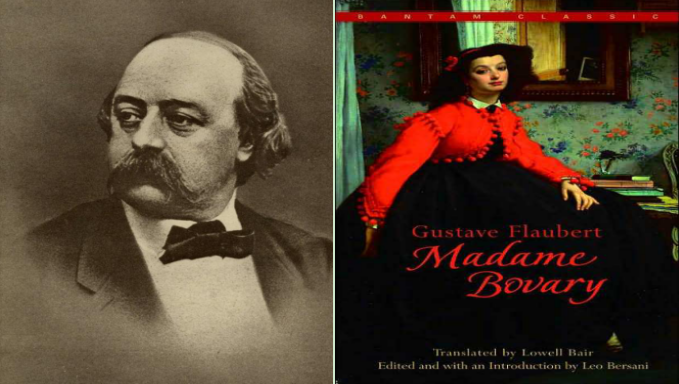 BANTAM CLASSIC
Gustave Flaubert
Madame
Bovary
Translated by Lowell Bair
Edited and with an Introduction by Leo Bersani